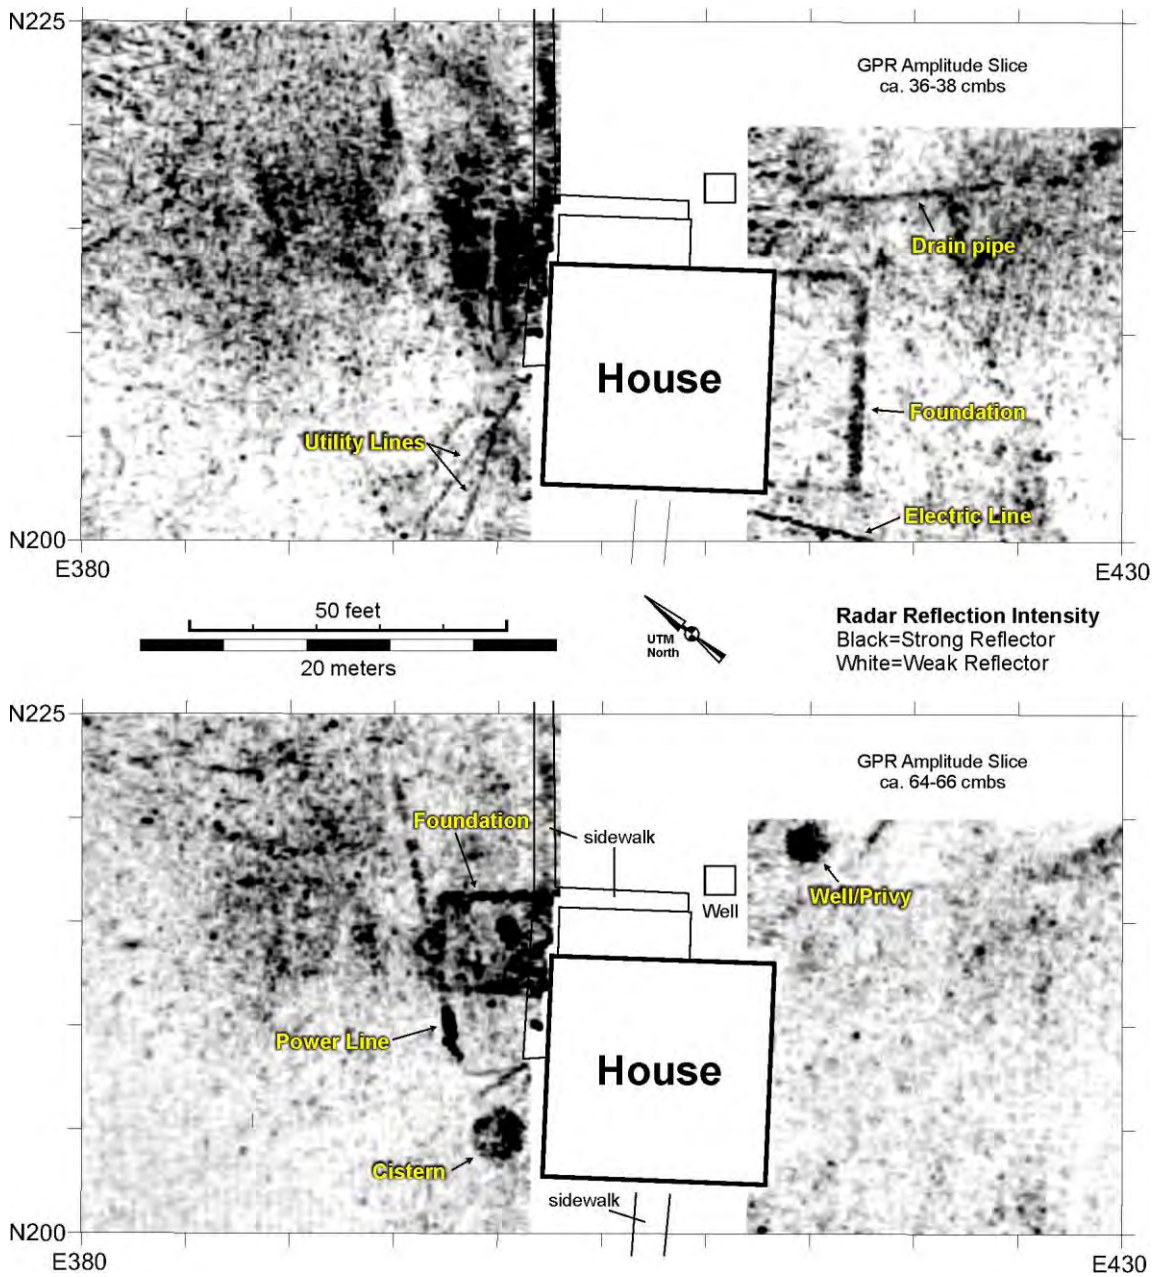 N225
GPR Amplitude Slice
ca. 36-38 cmbs
Drain pipe
House
Foundation
Utility Lines
Electric Line
N200
E380
E430
50 feet
20 meters
UTM
North
Radar Reflection Intensity
Black=Strong Reflector
White=Weak Reflector
N225
GPR Amplitude Slice
ca. 64-66 cmbs
Foundation
sidewalk
Well
Well/Privy
Power Line
House
Cistern
sidewalk
N200
E380
E430